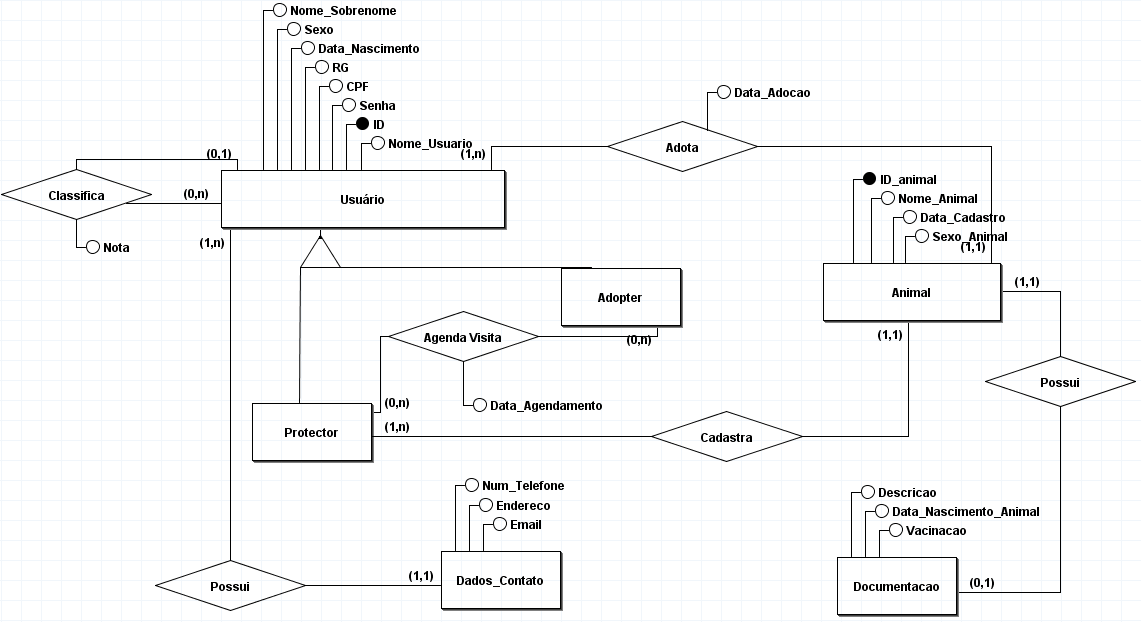 Nome_Sobrenome
Sexo
Data_Nascimento
RG
CPF
Senha
ID
Nome_Usuario
Data_Adocao
(0,1)
(1,n)
Adota
Classifica
(0,n)
Usuário
ID_animal
Nome_Animal
Data_Cadastro
Sexo_Animal
(1,1)
Nota
(1,n)
Adopter
Animal
(1,1)
Agenda Visita
(0,n)
(1,1)
Possui
Data_Agendamento
(0,n)
Protector
(1,n)
Cadastra
Num_Telefone
Endereco
Email
Descricao
Data_Nascimento_Animal
Vacinacao
Possui
(1,1)
Dados_Contato
Documentacao
(0,1)